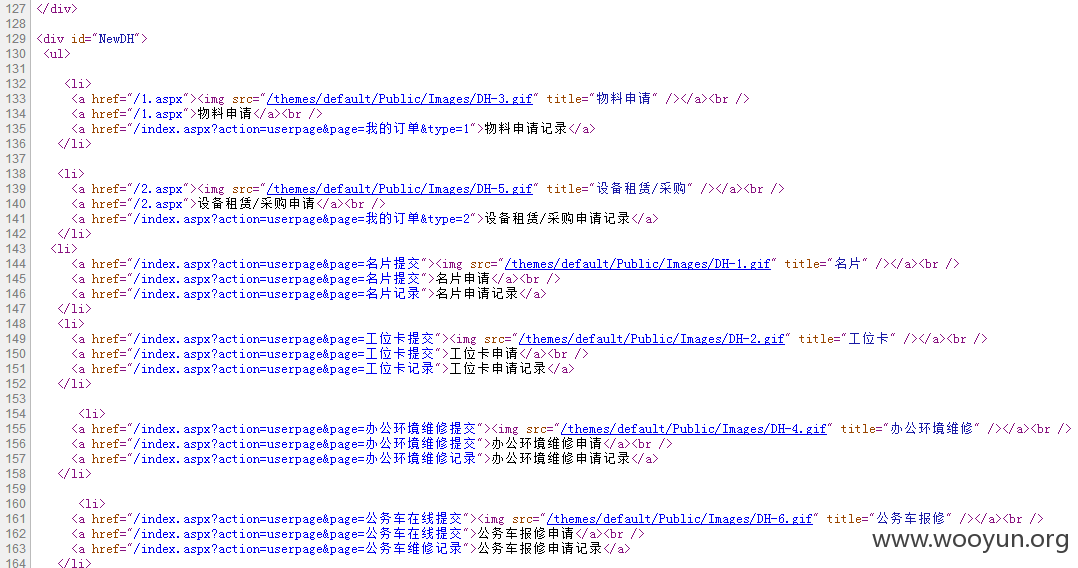 127 </div>
128
129 <div id="NewDH">
130 <ul>
131
132 <li>
133 <a href="/1.aspx"><img src="/themes/default/Public/Images/DH-3.gif" title="物料申请" /></a><br />
134 <a href="/1.aspx">物料申请</a><br />
135 <a href="/index.aspx?action=userpage&page=我的订单&type=1">物料申请记录</a>
136 </li>
137
138 <li>
139 <a href="/2.aspx"><img src="/themes/default/Public/Images/DH-5.gif" title="设备租赁/采购" /></a><br />
140 <a href="/2.aspx">设备租赁/采购申请</a><br />
141 <a href="/index.aspx?action=userpage&page=我的订单&type=2">设备租赁/采购申请记录</a>
142 </li>
143 <li>
144 <a href="/index.aspx?action=userpage&page=名片提交"><img src="/themes/default/Public/Images/DH-1.gif" title="名片" /></a><br />
145 <a href="/index.aspx?action=userpage&page=名片提交">名片申请</a><br />
146 <a href="/index.aspx?action=userpage&page=名片记录">名片申请记录</a>
147 </li>
148 <li>
149 <a href="/index.aspx?action=userpage&page=工位卡提交"><img src="/themes/default/Public/Images/DH-2.gif" title="工位卡" /></a><br />
150 <a href="/index.aspx?action=userpage&page=工位卡提交">工位卡申请</a><br />
151 <a href="/index.aspx?action=userpage&page=工位卡记录">工位卡申请记录</a>
152 </li>
153
154 <li>
155 <a href="/index.aspx?action=userpage&page=办公环境维修提交"><img src="/themes/default/Public/Images/DH-4.gif" title="办公环境维修" /></a><br />
156 <a href="/index.aspx?action=userpage&page=办公环境维修提交">办公环境维修申请</a><br />
157 <a href="/index.aspx?action=userpage&page=办公环境维修记录">办公环境维修申请记录</a>
158 </li>
159
160 <li>
161 <a href="/index.aspx?action=userpage&page=公务车在线提交"><img src="/themes/default/Public/Images/DH-6.gif" title="公务车报修" /></a><br />
162 <a href="/index.aspx?action=userpage&page=公务车在线提交">公务车报修申请</a><br />
163 <a href="/index.aspx?action=userpage&page=公务车维修记录">公务车报修申请记录</a>
164 </li>
www.wooyun.org